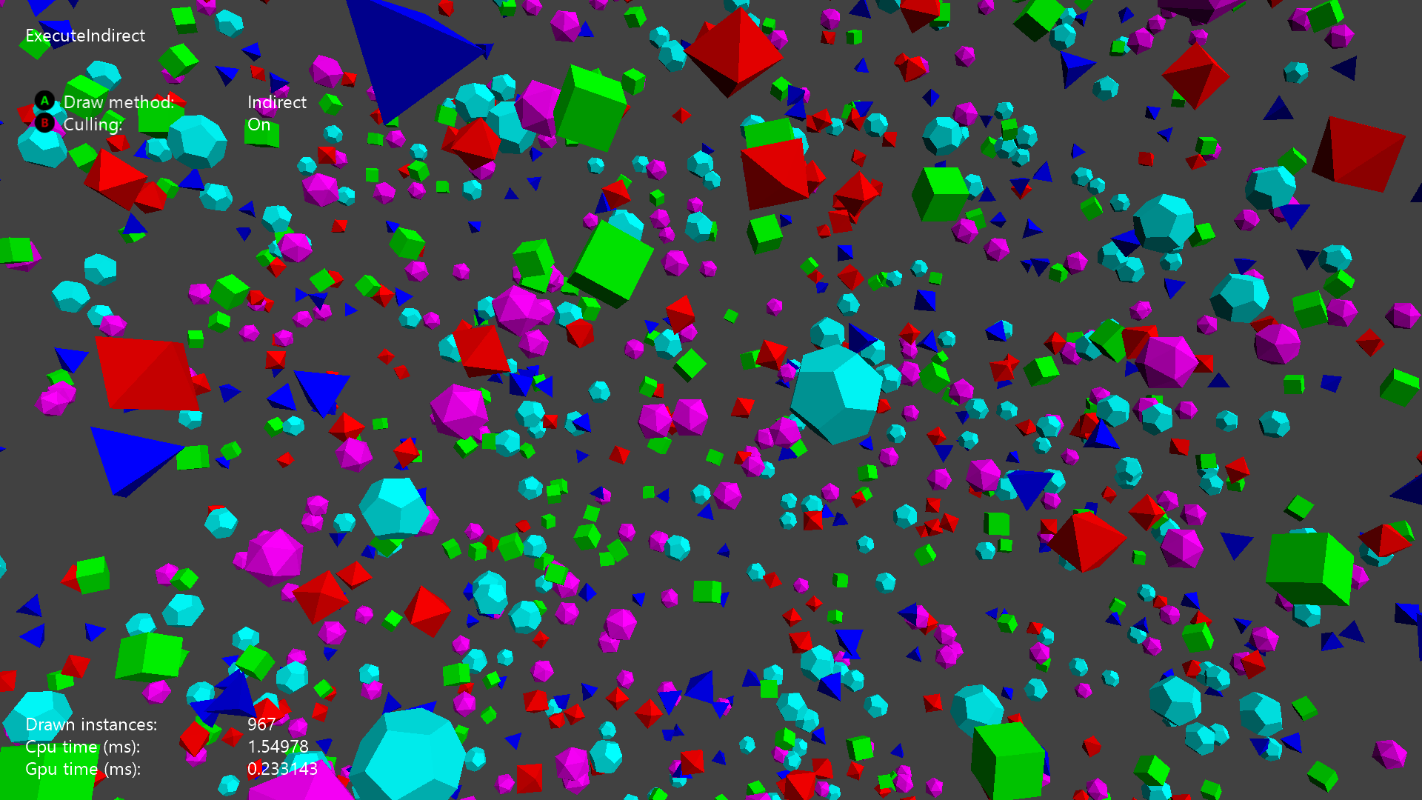 ExecuteIndirect
A Draw method: Indirect
B Culling: On
Drawn instances: 967
Cpu time (ms): 1.54978
Gpu time (ms): 0.233143